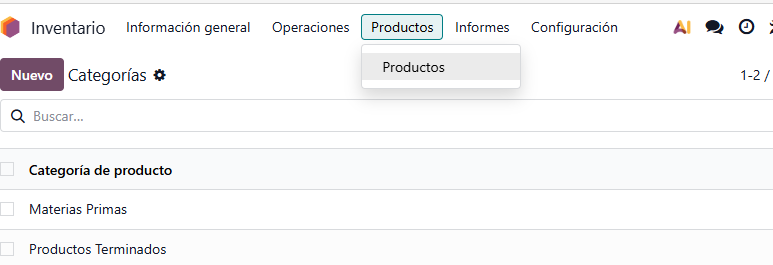 Inventario Información general Operaciones Productos Informes Configuración AI
Nuevo Categorías Productos 1-2 /
Buscar...
Categoría de producto
Materias Primas
Productos Terminados